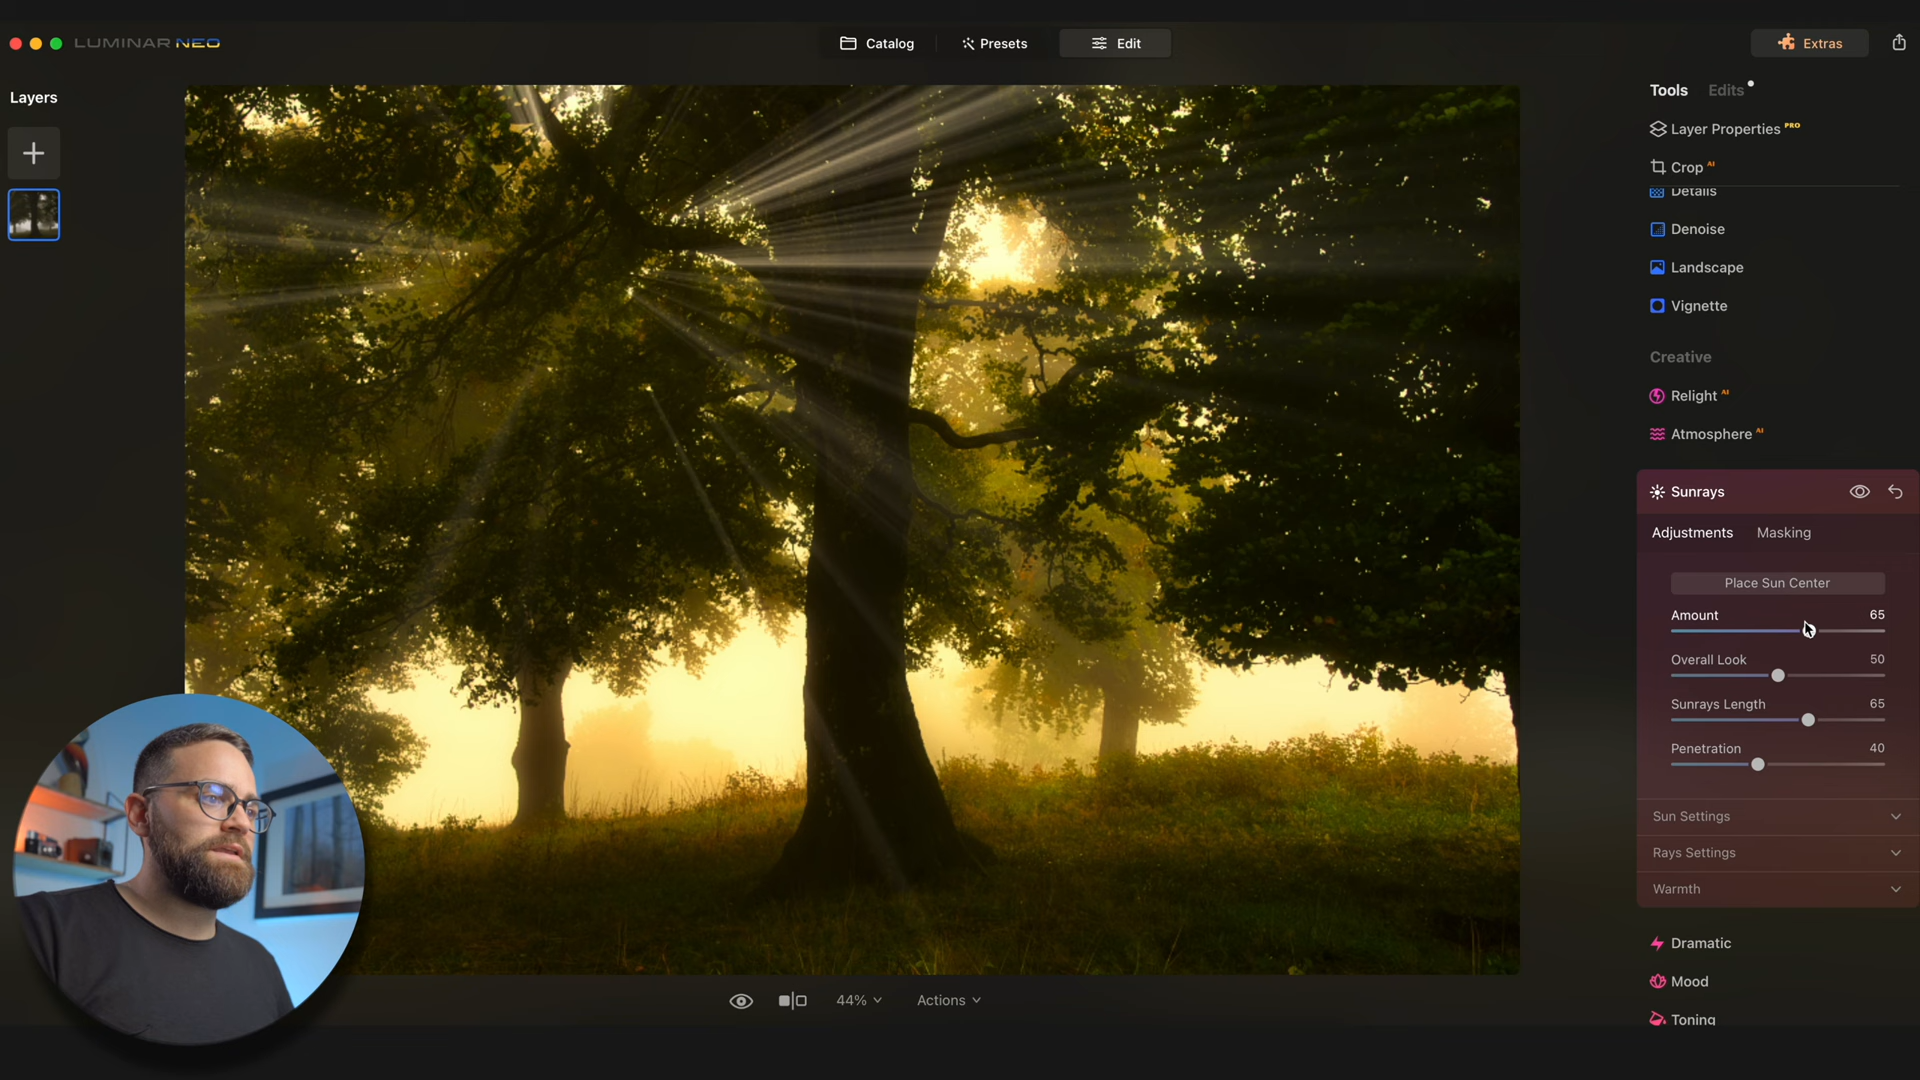 LUMINAR NEO
Catalog
Presets
Edit
Extras
Layers
Tools
Edits
Layer Properties PRO
Crop AI
Details
Denoise
Landscape
Vignette
Creative
Relight AI
Atmosphere AI
Sunrays
Adjustments
Masking
Place Sun Center
Amount 65
Overall Look 50
Sunrays Length 65
Penetration 40
Sun Settings
Rays Settings
Warmth
Dramatic
Mood
Toning
44%
Actions